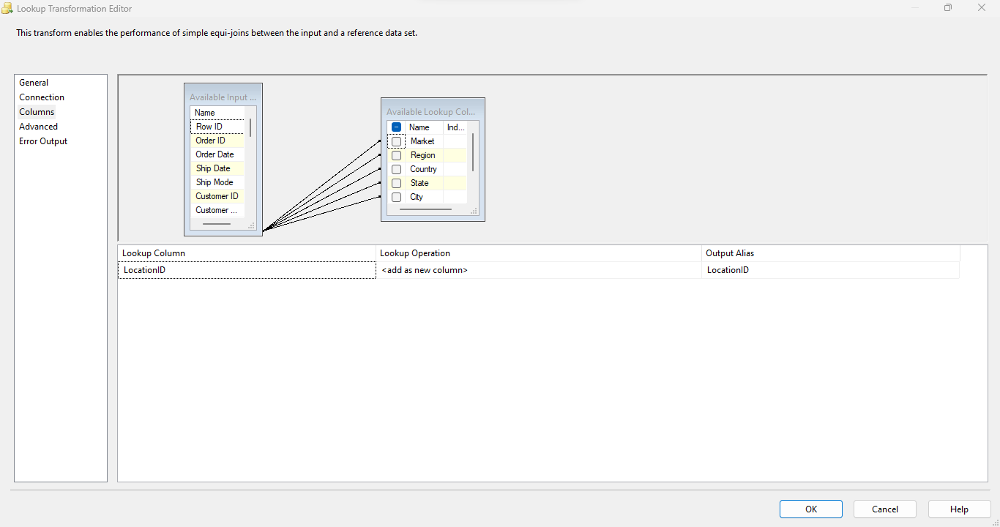 Lookup Transformation Editor
This transform enables the performance of simple equi-joins between the input and a reference data set.
General
Connection
Columns
Advanced
Error Output
Available Input ...
Name
Row ID
Order ID
Order Date
Ship Date
Ship Mode
Customer ID
Customer ...
Available Lookup Col...
Name Ind...
Market
Region
Country
State
City
Lookup Column Lookup Operation Output Alias
LocationID <add as new column> LocationID
OK Cancel Help